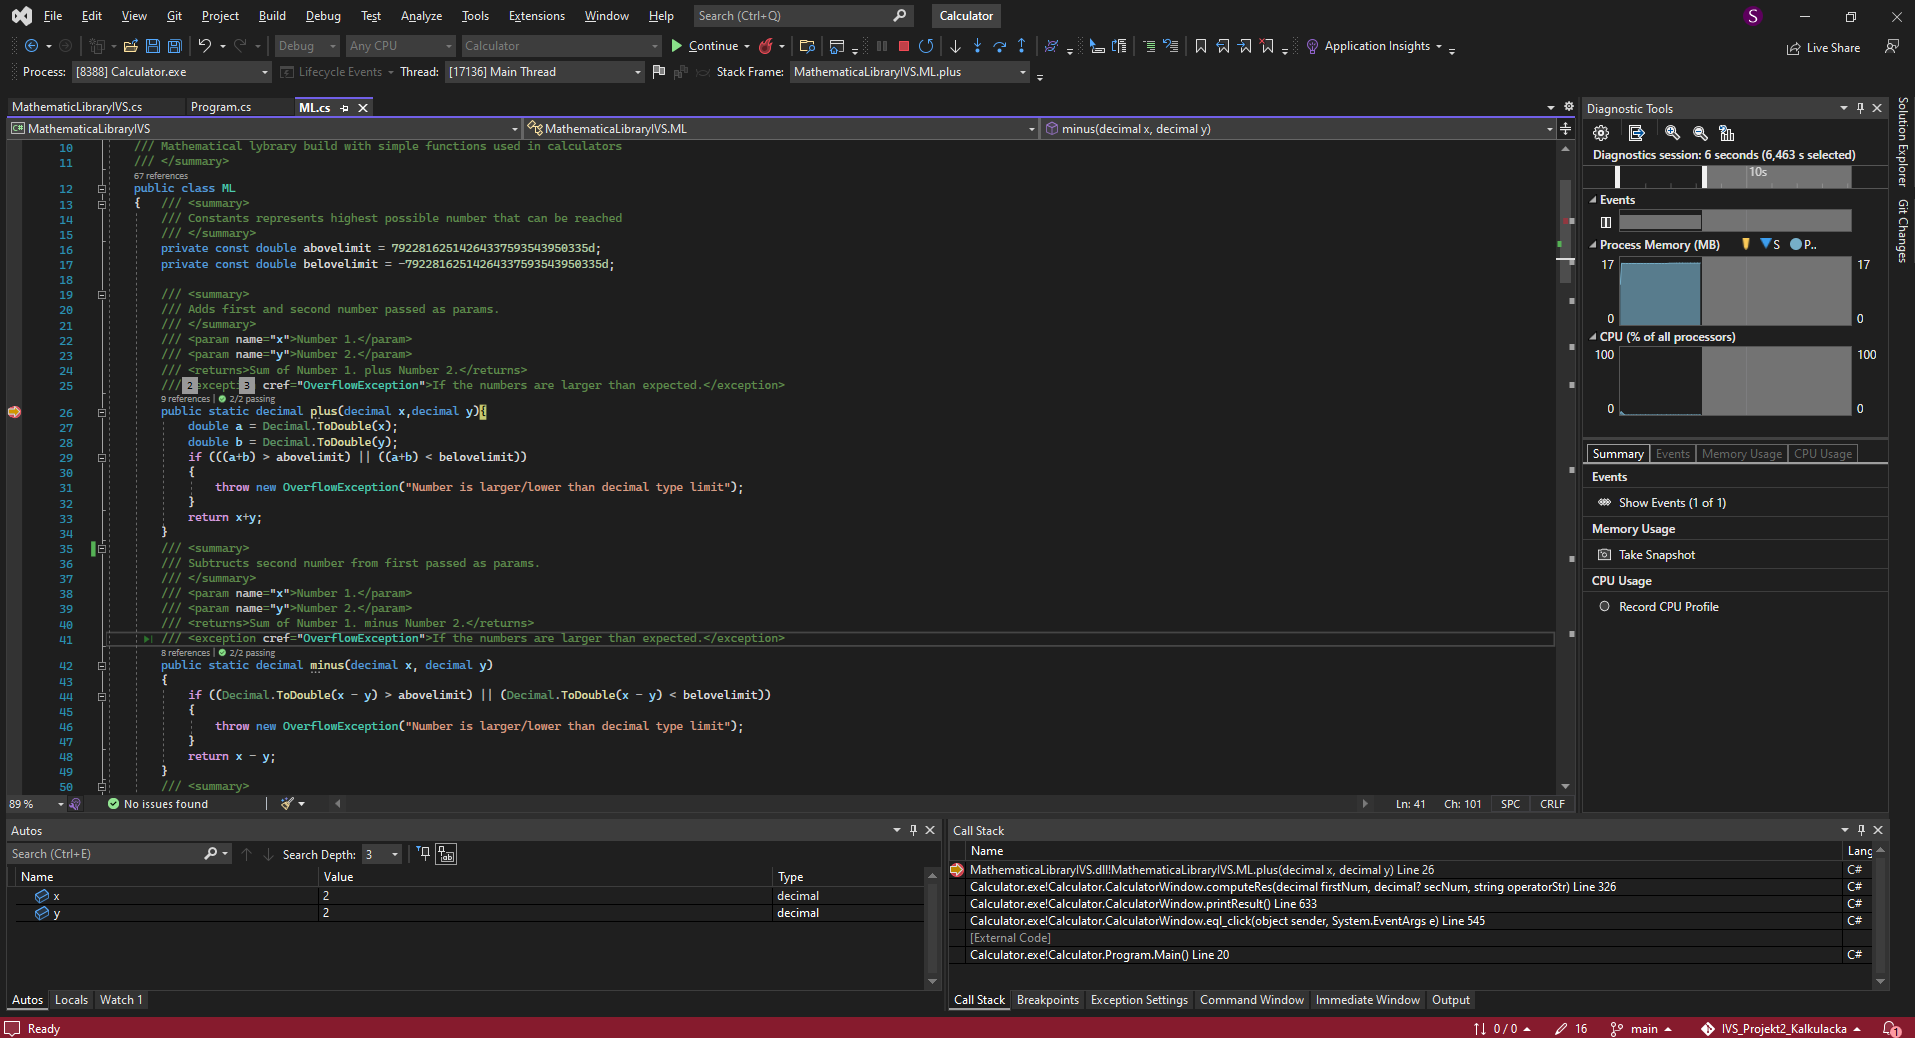 File Edit View Git Project Build Debug Test Analyze Tools Extensions Window Help Search (Ctrl+Q) Calculator S
Debug Any CPU Calculator Continue Application Insights Live Share
Process: [8388] Calculator.exe Lifecycle Events Thread: [17136] Main Thread Stack Frame: MathematicaLibraryIVS.ML.plus
MathematicLibraryIVS.cs Program.cs ML.cs
MathematicaLibraryIVS MathematicaLibraryIVS.ML minus(decimal x, decimal y)
10 /// Mathematical lybrary build with simple functions used in calculators
11 /// </summary>
67 references
12 public class ML
13 { /// <summary>
14 /// Constants represents highest possible number that can be reached
15 /// </summary>
16 private const double abovelimit = 79228162514264337593543950335d;
17 private const double belovelimit = -79228162514264337593543950335d;
18
19 /// <summary>
20 /// Adds first and second number passed as params.
21 /// </summary>
22 /// <param name="x">Number 1.</param>
23 /// <param name="y">Number 2.</param>
24 /// <returns>Sum of Number 1. plus Number 2.</returns>
25 /// 2 excepti 3 cref="OverflowException">If the numbers are larger than expected.</exception>
9 references | 2/2 passing
26 public static decimal plus(decimal x,decimal y){
27 double a = Decimal.ToDouble(x);
28 double b = Decimal.ToDouble(y);
29 if (((a+b) > abovelimit) || ((a+b) < belovelimit))
30 {
31 throw new OverflowException("Number is larger/lower than decimal type limit");
32 }
33 return x+y;
34 }
35 /// <summary>
36 /// Subtructs second number from first passed as params.
37 /// </summary>
38 /// <param name="x">Number 1.</param>
39 /// <param name="y">Number 2.</param>
40 /// <returns>Sum of Number 1. minus Number 2.</returns>
41 /// <exception cref="OverflowException">If the numbers are larger than expected.</exception>
8 references | 2/2 passing
42 public static decimal minus(decimal x, decimal y)
43 {
44 if ((Decimal.ToDouble(x - y) > abovelimit) || (Decimal.ToDouble(x - y) < belovelimit))
45 {
46 throw new OverflowException("Number is larger/lower than decimal type limit");
47 }
48 return x - y;
49 }
50 /// <summary>
89 % No issues found Ln: 41 Ch: 101 SPC CRLF
Diagnostic Tools
Diagnostics session: 6 seconds (6,463 s selected)
10s
Events
Process Memory (MB) S P..
17 17
0 0
CPU (% of all processors)
100 100
0 0
Summary Events Memory Usage CPU Usage
Events
Show Events (1 of 1)
Memory Usage
Take Snapshot
CPU Usage
Record CPU Profile
Solution Explorer
Git Changes
Autos
Search (Ctrl+E) Search Depth: 3
Name Value Type
x 2 decimal
y 2 decimal
Autos Locals Watch 1
Call Stack
Name Lang
MathematicaLibraryIVS.dll!MathematicaLibraryIVS.ML.plus(decimal x, decimal y) Line 26 C#
Calculator.exe!Calculator.CalculatorWindow.computeRes(decimal firstNum, decimal? secNum, string operatorStr) Line 326 C#
Calculator.exe!Calculator.CalculatorWindow.printResult() Line 633 C#
Calculator.exe!Calculator.CalculatorWindow.eql_click(object sender, System.EventArgs e) Line 545 C#
[External Code]
Calculator.exe!Calculator.Program.Main() Line 20 C#
Call Stack Breakpoints Exception Settings Command Window Immediate Window Output
Ready 0 / 0 16 main IVS_Projekt2_Kalkulacka 1